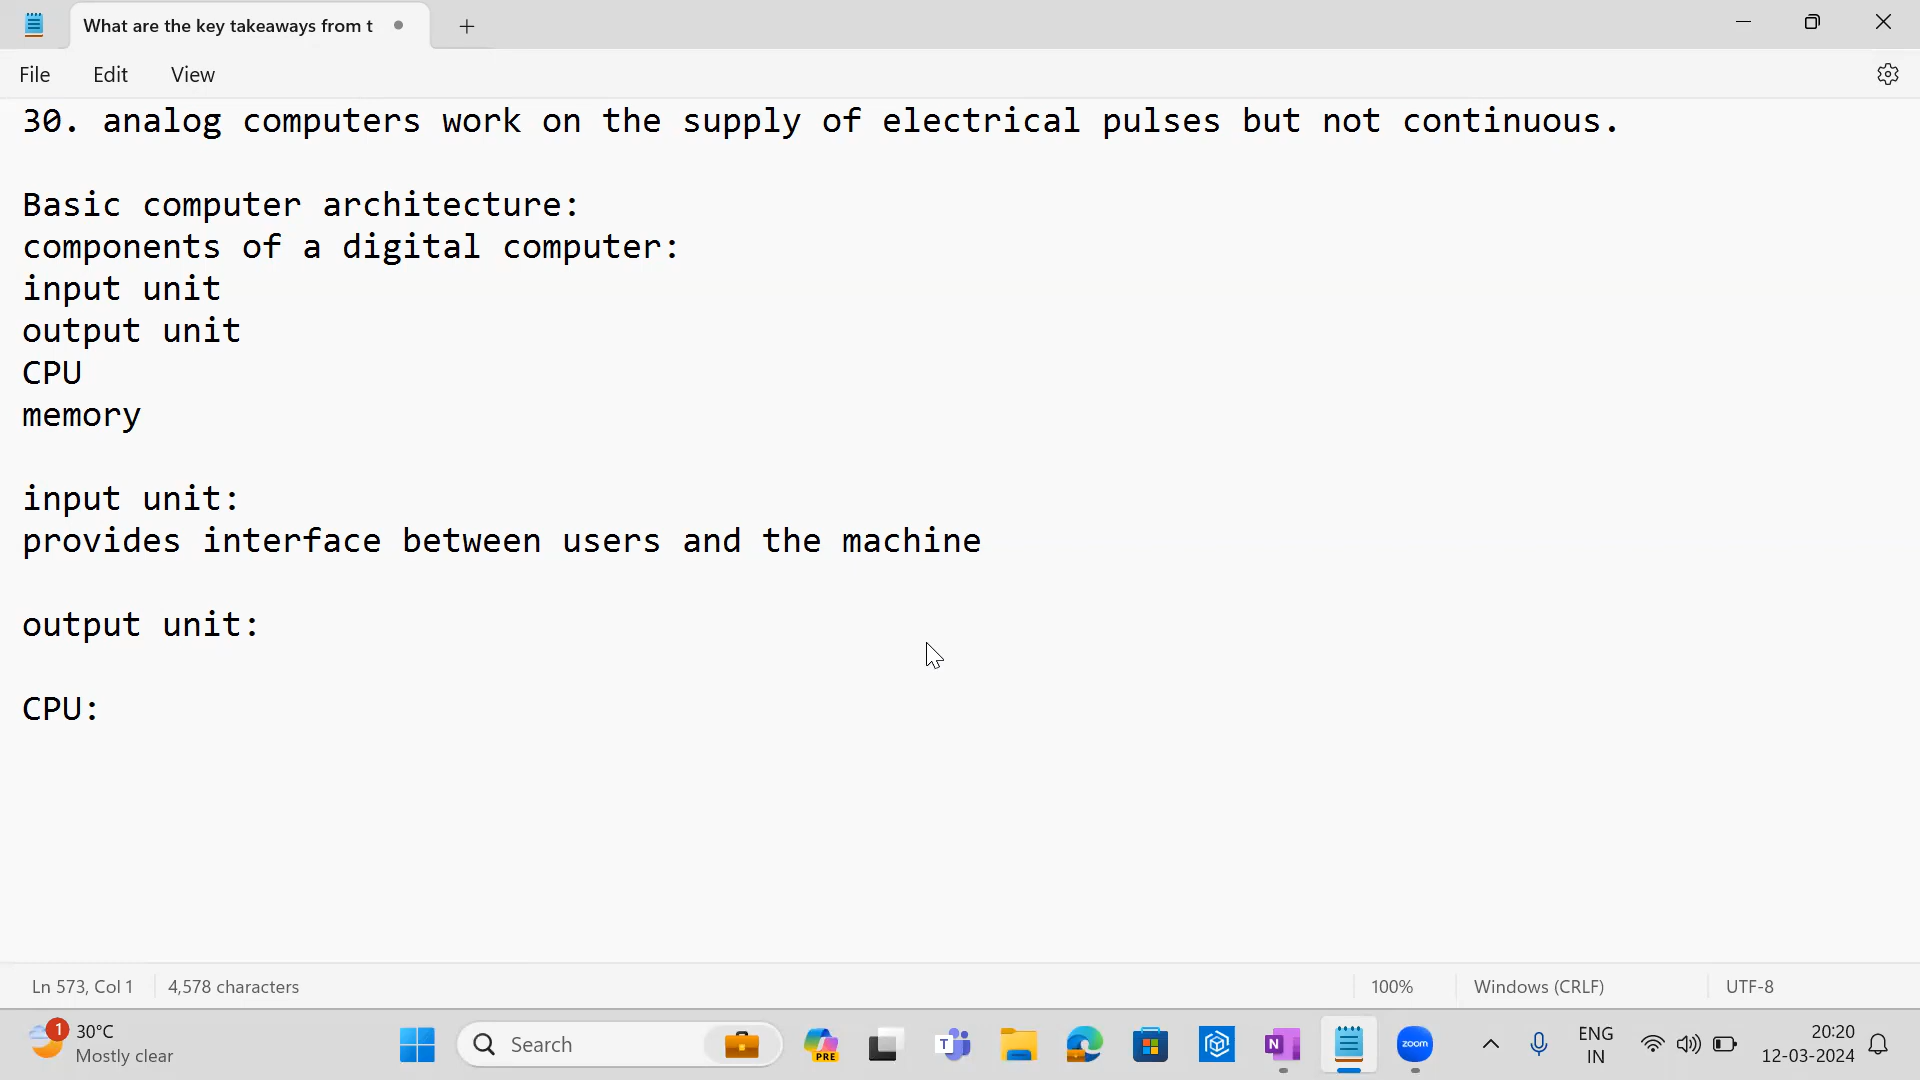 What are the key takeaways from t
File Edit View
30. analog computers work on the supply of electrical pulses but not continuous.
Basic computer architecture:
components of a digital computer:
input unit
output unit
CPU
memory
input unit:
provides interface between users and the machine
output unit:
CPU:
Ln 573, Col 1 4,578 characters 100% Windows (CRLF) UTF-8
1 30°C
Mostly clear
Search
PRE
T
N
zoom
ENG
IN
20:20
12-03-2024